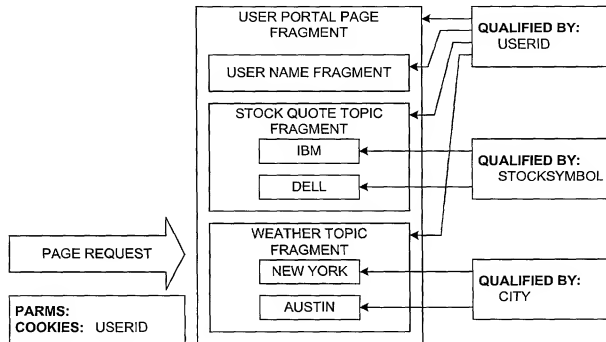 USER PORTAL PAGE
FRAGMENT
USER NAME FRAGMENT
STOCK QUOTE TOPIC
FRAGMENT
IBM
DELL
WEATHER TOPIC
FRAGMENT
NEW YORK
AUSTIN
QUALIFIED BY:
USERID
QUALIFIED BY:
STOCKSYMBOL
QUALIFIED BY:
CITY
PAGE REQUEST
PARMS:
COOKIES: USERID